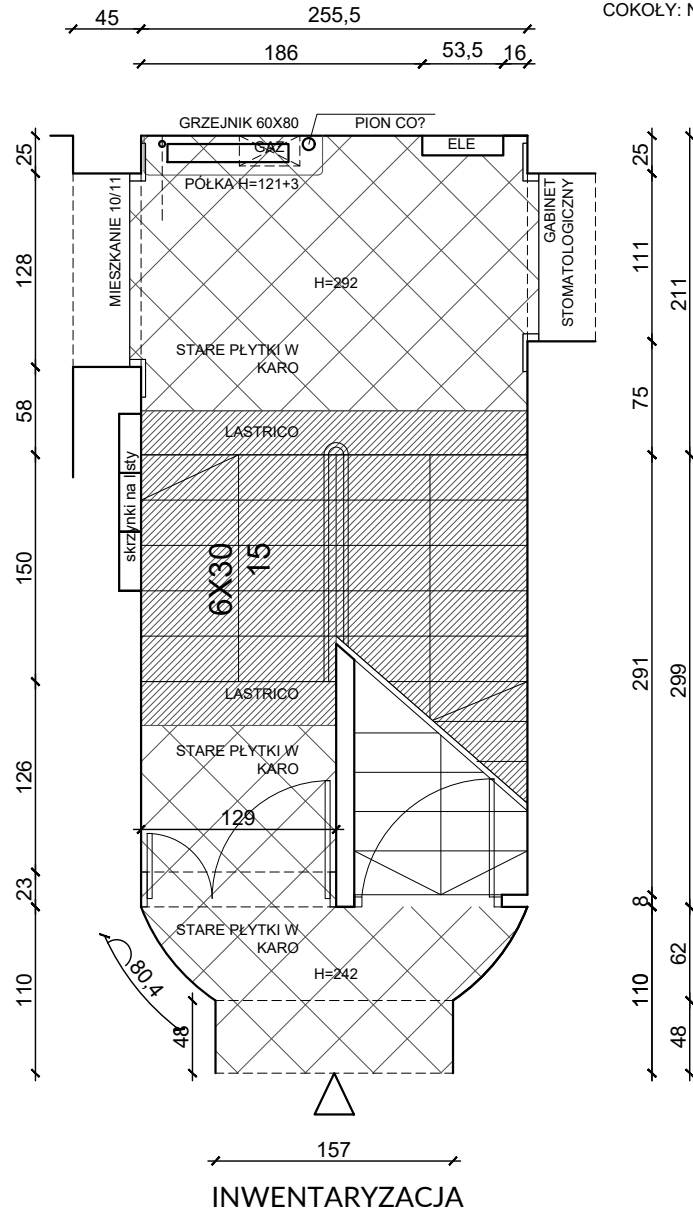 45
255,5
COKOŁY: N
186
53,5
16
GRZEJNIK 60X80
PION CO?
GAZ
ELE
PÓŁKA H=121+3
25
25
MIESZKANIE 10/11
GABINET
STOMATOLOGICZNY
128
111
211
H=292
STARE PŁYTKI W
KARO
58
75
LASTRICO
skrzynki na listy
150
6X30
15
291
299
LASTRICO
STARE PŁYTKI W
KARO
126
129
23
8
STARE PŁYTKI W
KARO
H=242
80,4
110
48
110
62
48
157
INWENTARYZACJA